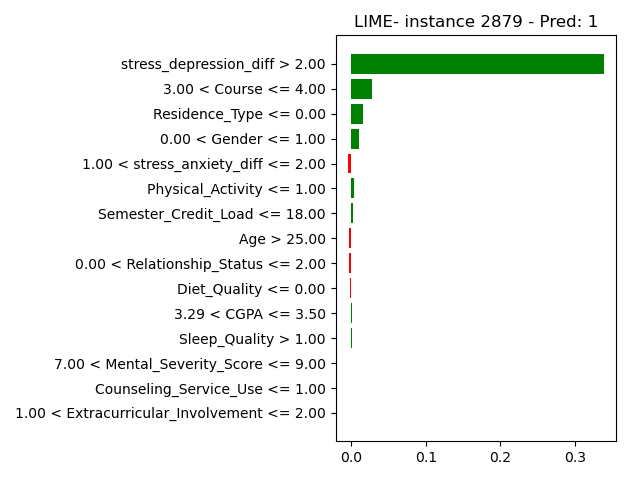 LIME- instance 2879 - Pred: 1
stress_depression_diff > 2.00
3.00 < Course <= 4.00
Residence_Type <= 0.00
0.00 < Gender <= 1.00
1.00 < stress_anxiety_diff <= 2.00
Physical_Activity <= 1.00
Semester_Credit_Load <= 18.00
Age > 25.00
0.00 < Relationship_Status <= 2.00
Diet_Quality <= 0.00
3.29 < CGPA <= 3.50
Sleep_Quality > 1.00
7.00 < Mental_Severity_Score <= 9.00
Counseling_Service_Use <= 1.00
1.00 < Extracurricular_Involvement <= 2.00
0.0 0.1 0.2 0.3